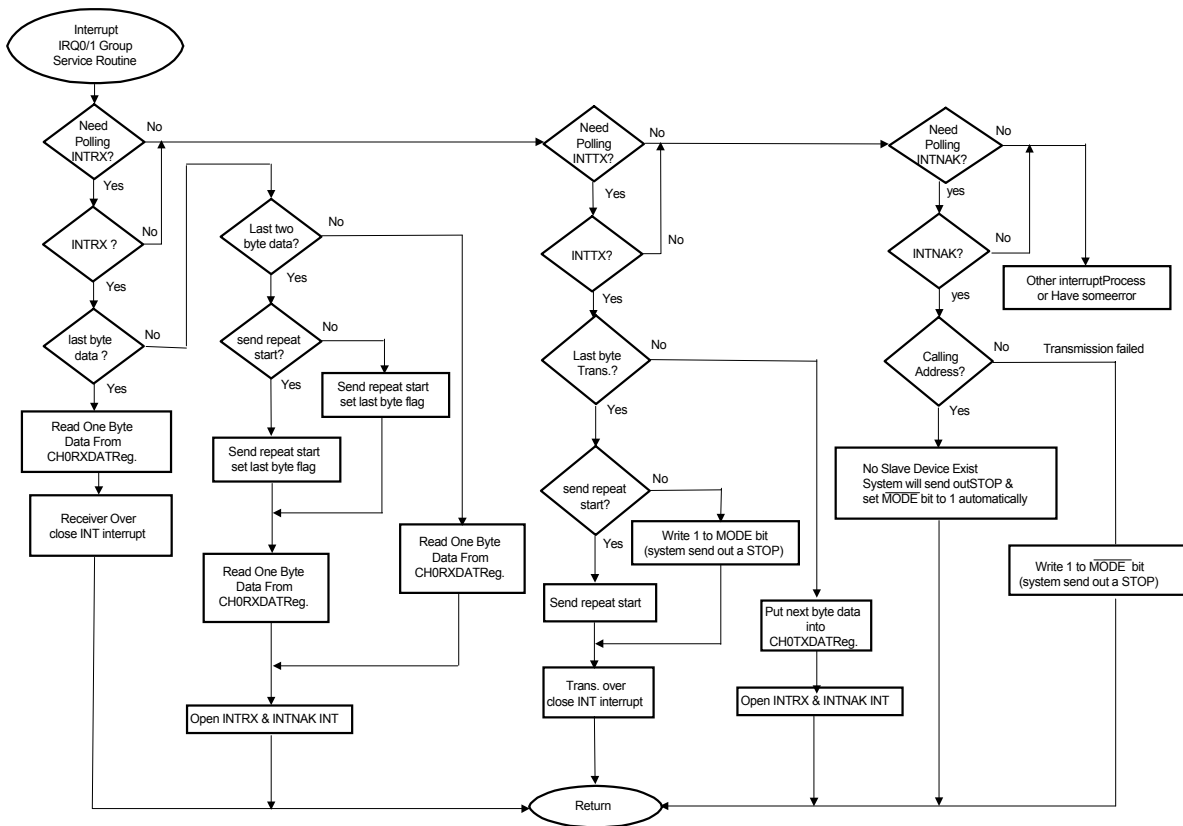 Interrupt
IRQ0/1 Group
Service Routine
Need
Polling
INTRX?
No
Yes
INTRX ?
No
Yes
last byte
data ?
No
Yes
Read One Byte
Data From
CH0RXDATReg.
Receiver Over
close INT interrupt
Last two
byte data?
No
Yes
send repeat
start?
No
Yes
Send repeat start
set last byte flag
Send repeat start
set last byte flag
Read One Byte
Data From
CH0RXDATReg.
Read One Byte
Data From
CH0RXDATReg.
Open INTRX & INTNAK INT
Need
Polling
INTTX?
No
Yes
INTTX?
No
Yes
Last byte
Trans.?
No
Yes
send repeat
start?
No
Yes
Write 1 to MODE bit
(system send out a STOP)
Send repeat start
Trans. over
close INT interrupt
Put next byte data
into
CH0TXDATReg.
Open INTRX & INTNAK INT
Need
Polling
INTNAK?
No
yes
INTNAK?
No
yes
Other interruptProcess
or Have someerror
Calling
Address?
No
Transmission failed
Yes
No Slave Device Exist
System will send outSTOP &
set MODE bit to 1 automatically
Write 1 to MODE bit
(system send out a STOP)
Return